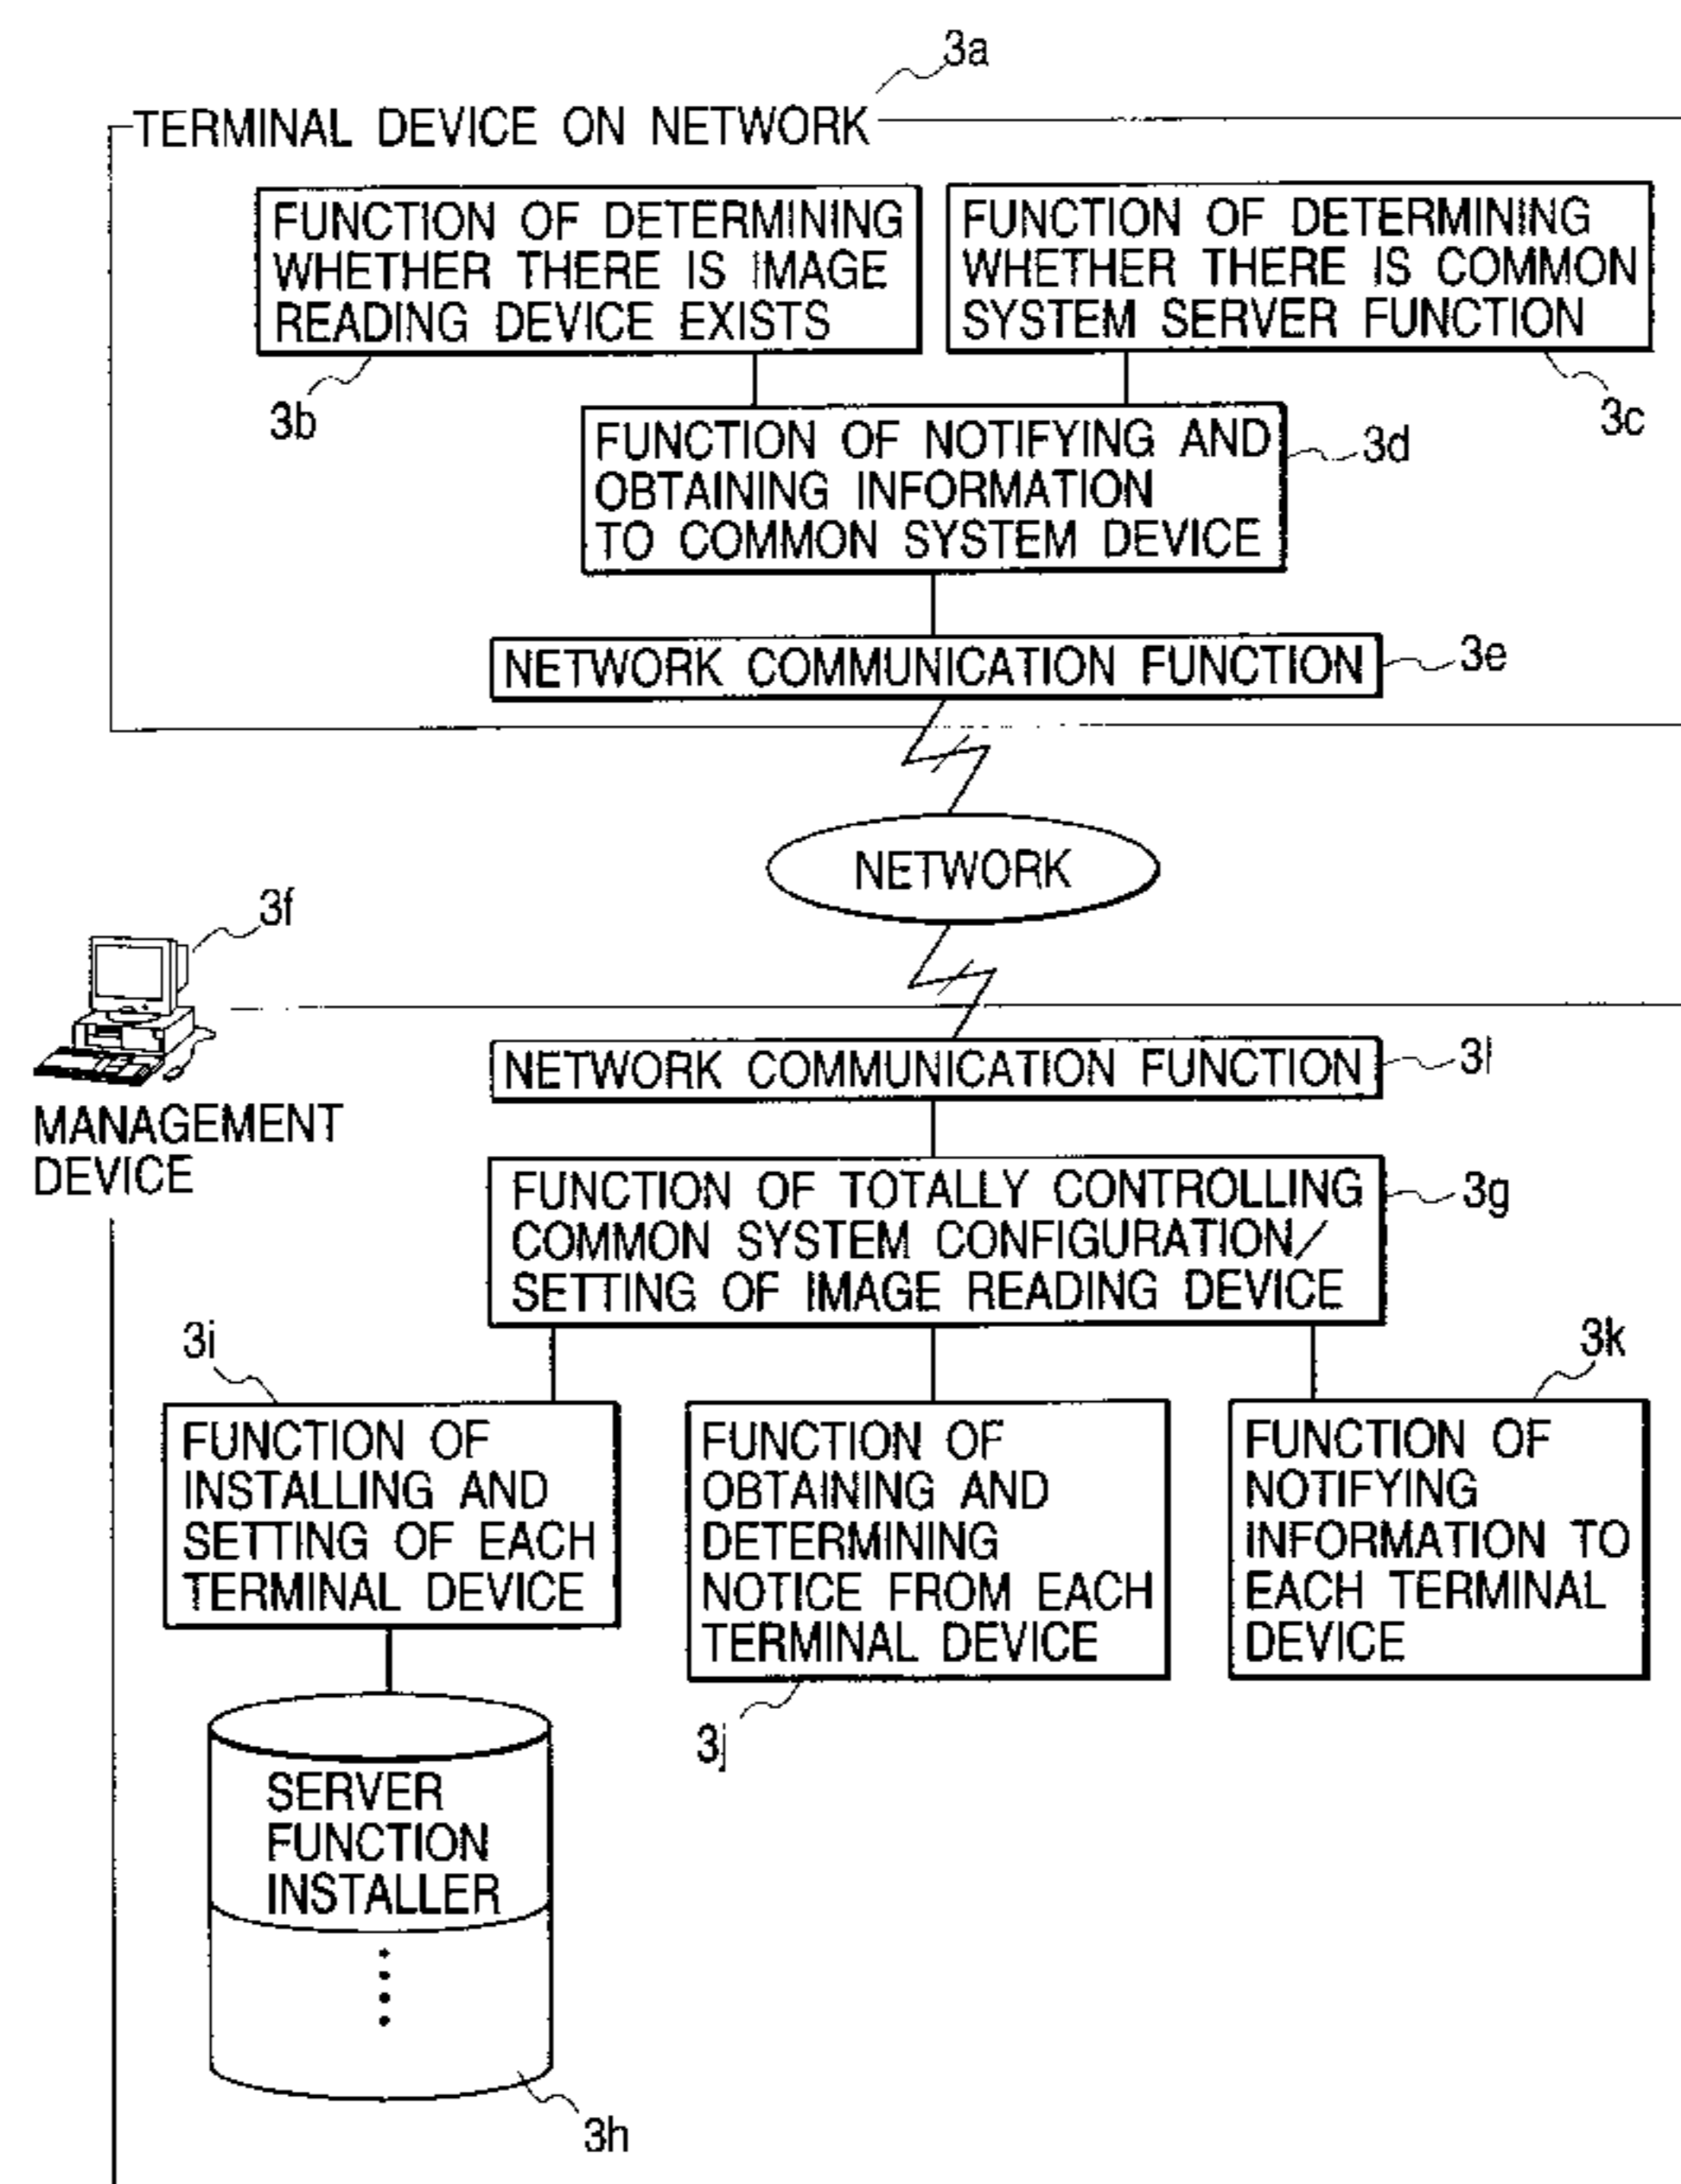 3a
TERMINAL DEVICE ON NETWORK
FUNCTION OF DETERMINING
WHETHER THERE IS IMAGE
READING DEVICE EXISTS
3b
FUNCTION OF DETERMINING
WHETHER THERE IS COMMON
SYSTEM SERVER FUNCTION
3c
FUNCTION OF NOTIFYING AND
OBTAINING INFORMATION
TO COMMON SYSTEM DEVICE
3d
NETWORK COMMUNICATION FUNCTION
3e
NETWORK
3f
MANAGEMENT
DEVICE
NETWORK COMMUNICATION FUNCTION
3l
FUNCTION OF TOTALLY CONTROLLING
COMMON SYSTEM CONFIGURATION/
SETTING OF IMAGE READING DEVICE
3g
3i
FUNCTION OF
INSTALLING AND
SETTING OF EACH
TERMINAL DEVICE
FUNCTION OF
OBTAINING AND
DETERMINING
NOTICE FROM EACH
TERMINAL DEVICE
3j
3k
FUNCTION OF
NOTIFYING
INFORMATION TO
EACH TERMINAL
DEVICE
SERVER
FUNCTION
INSTALLER
3h